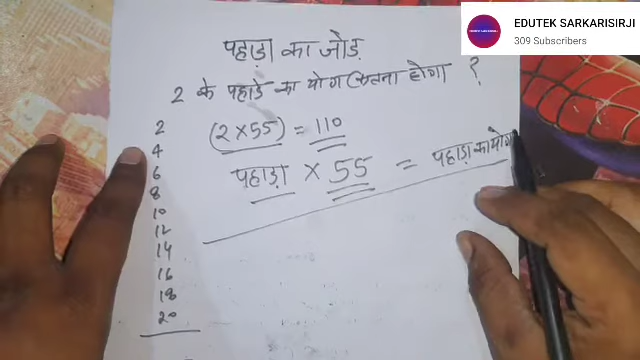 EDUTEK SARKARISIRJI
309 Subscribers
पहाड़ा का जोड़
2 के पहाड़े का योग कितना होगा ?
(2×55) = 110
पहाड़ा × 55 = पहाड़ा का योग
2
4
6
8
10
12
14
16
18
20